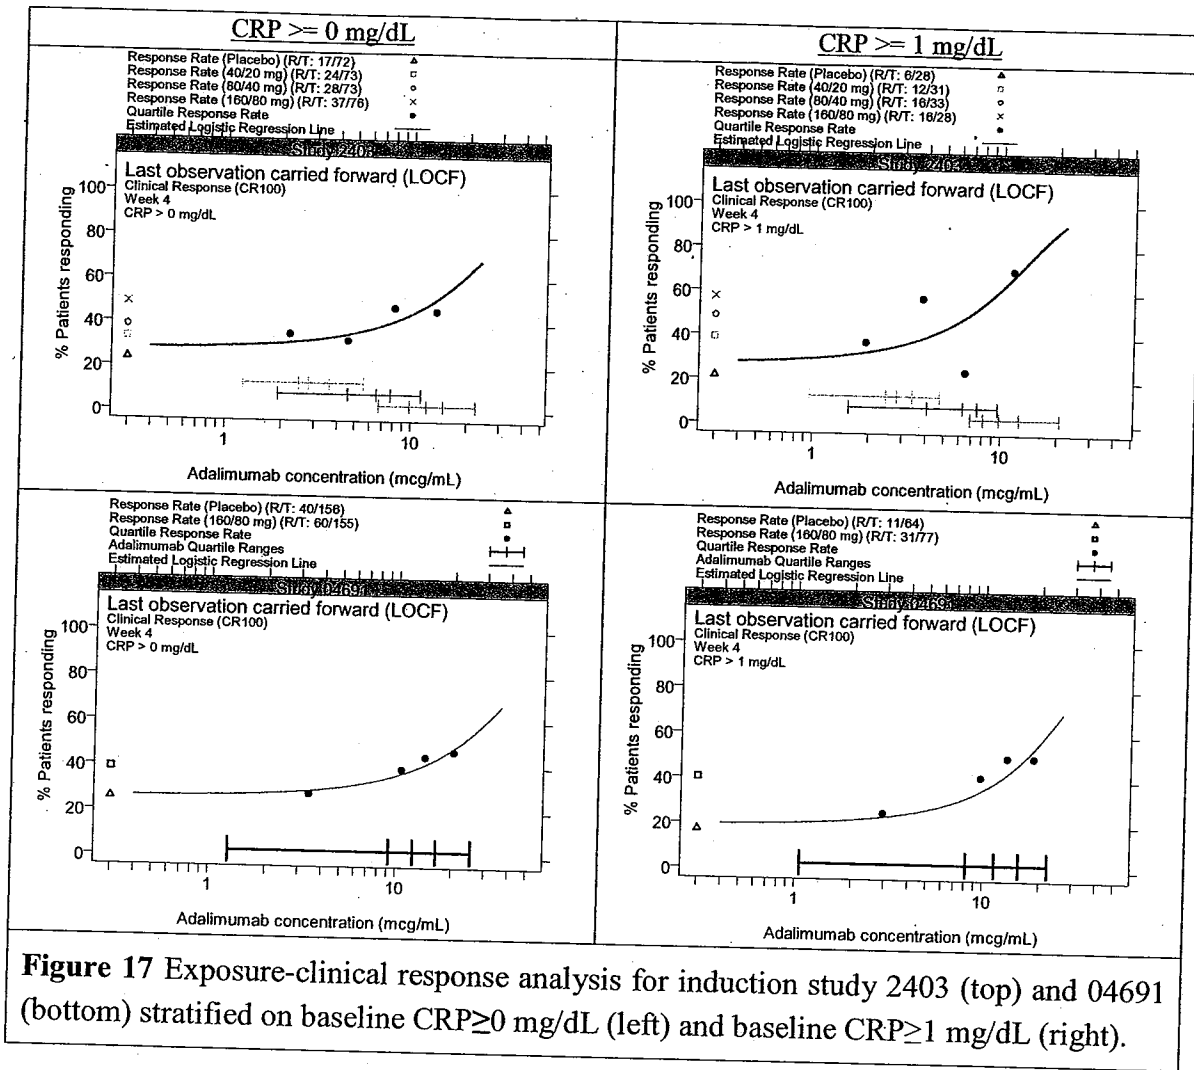 CRP >= 0 mg/dL
Response Rate (Placebo) (R/T: 17/72)
Response Rate (40/20 mg) (R/T: 24/73)
Response Rate (80/40 mg) (R/T: 28/73)
Response Rate (160/80 mg) (R/T: 37/76)
Quartile Response Rate
Estimated Logistic Regression Line
Study 2403
Last observation carried forward (LOCF)
Clinical Response (CR100)
Week 4
CRP > 0 mg/dL
% Patients responding
100
80
60
40
20
0
1
10
Adalimumab concentration (mcg/mL)
CRP >= 1 mg/dL
Response Rate (Placebo) (R/T: 6/28)
Response Rate (40/20 mg) (R/T: 12/31)
Response Rate (80/40 mg) (R/T: 16/33)
Response Rate (160/80 mg) (R/T: 16/28)
Quartile Response Rate
Estimated Logistic Regression Line
Study 2403
Last observation carried forward (LOCF)
Clinical Response (CR100)
Week 4
CRP > 1 mg/dL
% Patients responding
100
80
60
40
20
0
1
10
Adalimumab concentration (mcg/mL)
Response Rate (Placebo) (R/T: 40/156)
Response Rate (160/80 mg) (R/T: 60/155)
Quartile Response Rate
Adalimumab Quartile Ranges
Estimated Logistic Regression Line
Study 04691
Last observation carried forward (LOCF)
Clinical Response (CR100)
Week 4
CRP > 0 mg/dL
% Patients responding
100
80
60
40
20
0
1
10
Adalimumab concentration (mcg/mL)
Response Rate (Placebo) (R/T: 11/64)
Response Rate (160/80 mg) (R/T: 31/77)
Quartile Response Rate
Adalimumab Quartile Ranges
Estimated Logistic Regression Line
Study 04691
Last observation carried forward (LOCF)
Clinical Response (CR100)
Week 4
CRP > 1 mg/dL
% Patients responding
100
80
60
40
20
0
1
10
Adalimumab concentration (mcg/mL)
Figure 17 Exposure-clinical response analysis for induction study 2403 (top) and 04691
(bottom) stratified on baseline CRP≥0 mg/dL (left) and baseline CRP≥1 mg/dL (right).